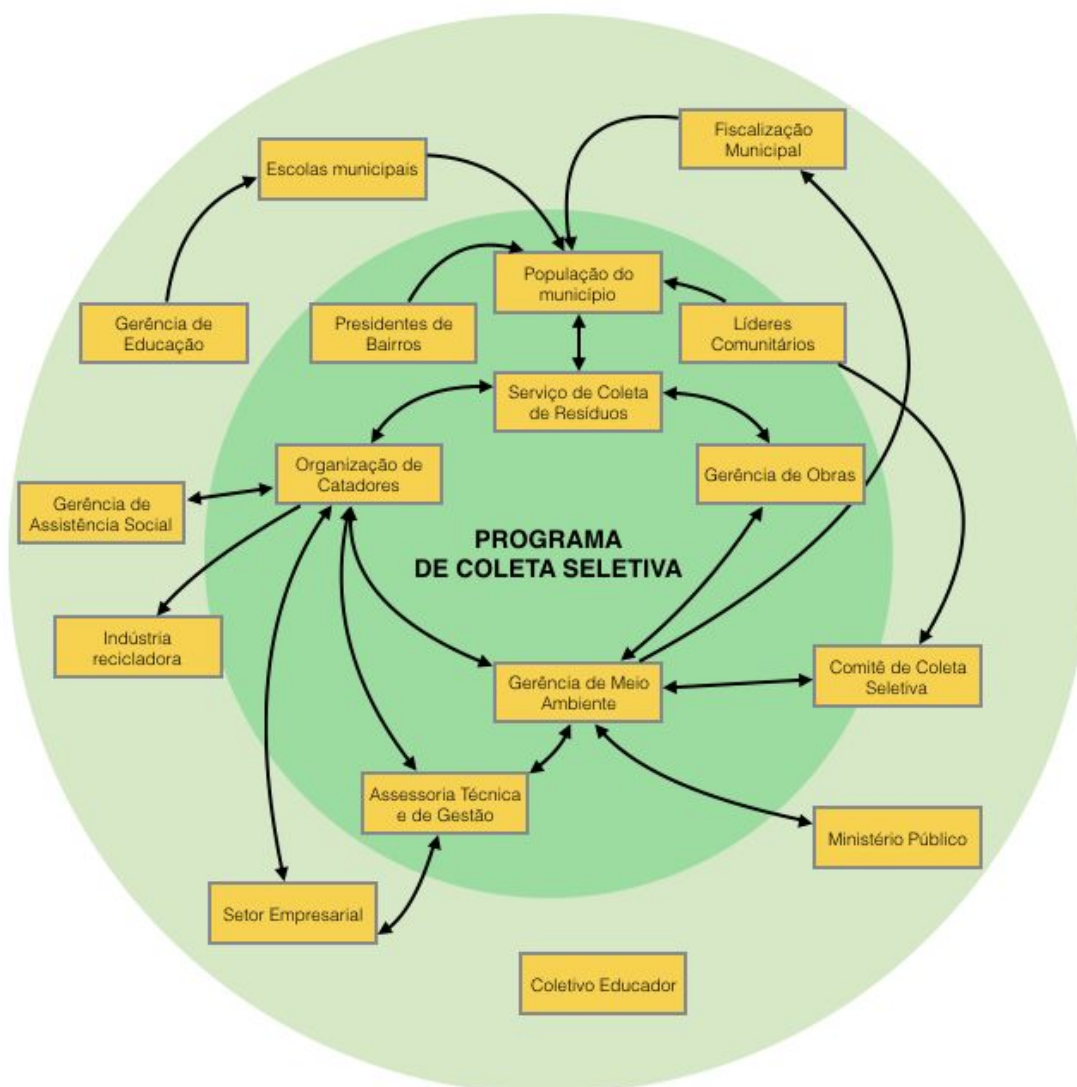 Fiscalização
Municipal
Escolas municipais
População do
município
Gerência de
Educação
Presidentes de
Bairros
Líderes
Comunitários
Serviço de Coleta
de Resíduos
Organização de
Catadores
Gerência de Obras
Gerência de
Assistência Social
PROGRAMA
DE COLETA SELETIVA
Indústria
recicladora
Gerência de Meio
Ambiente
Comitê de Coleta
Seletiva
Assessoria Técnica
e de Gestão
Ministério Público
Setor Empresarial
Coletivo Educador